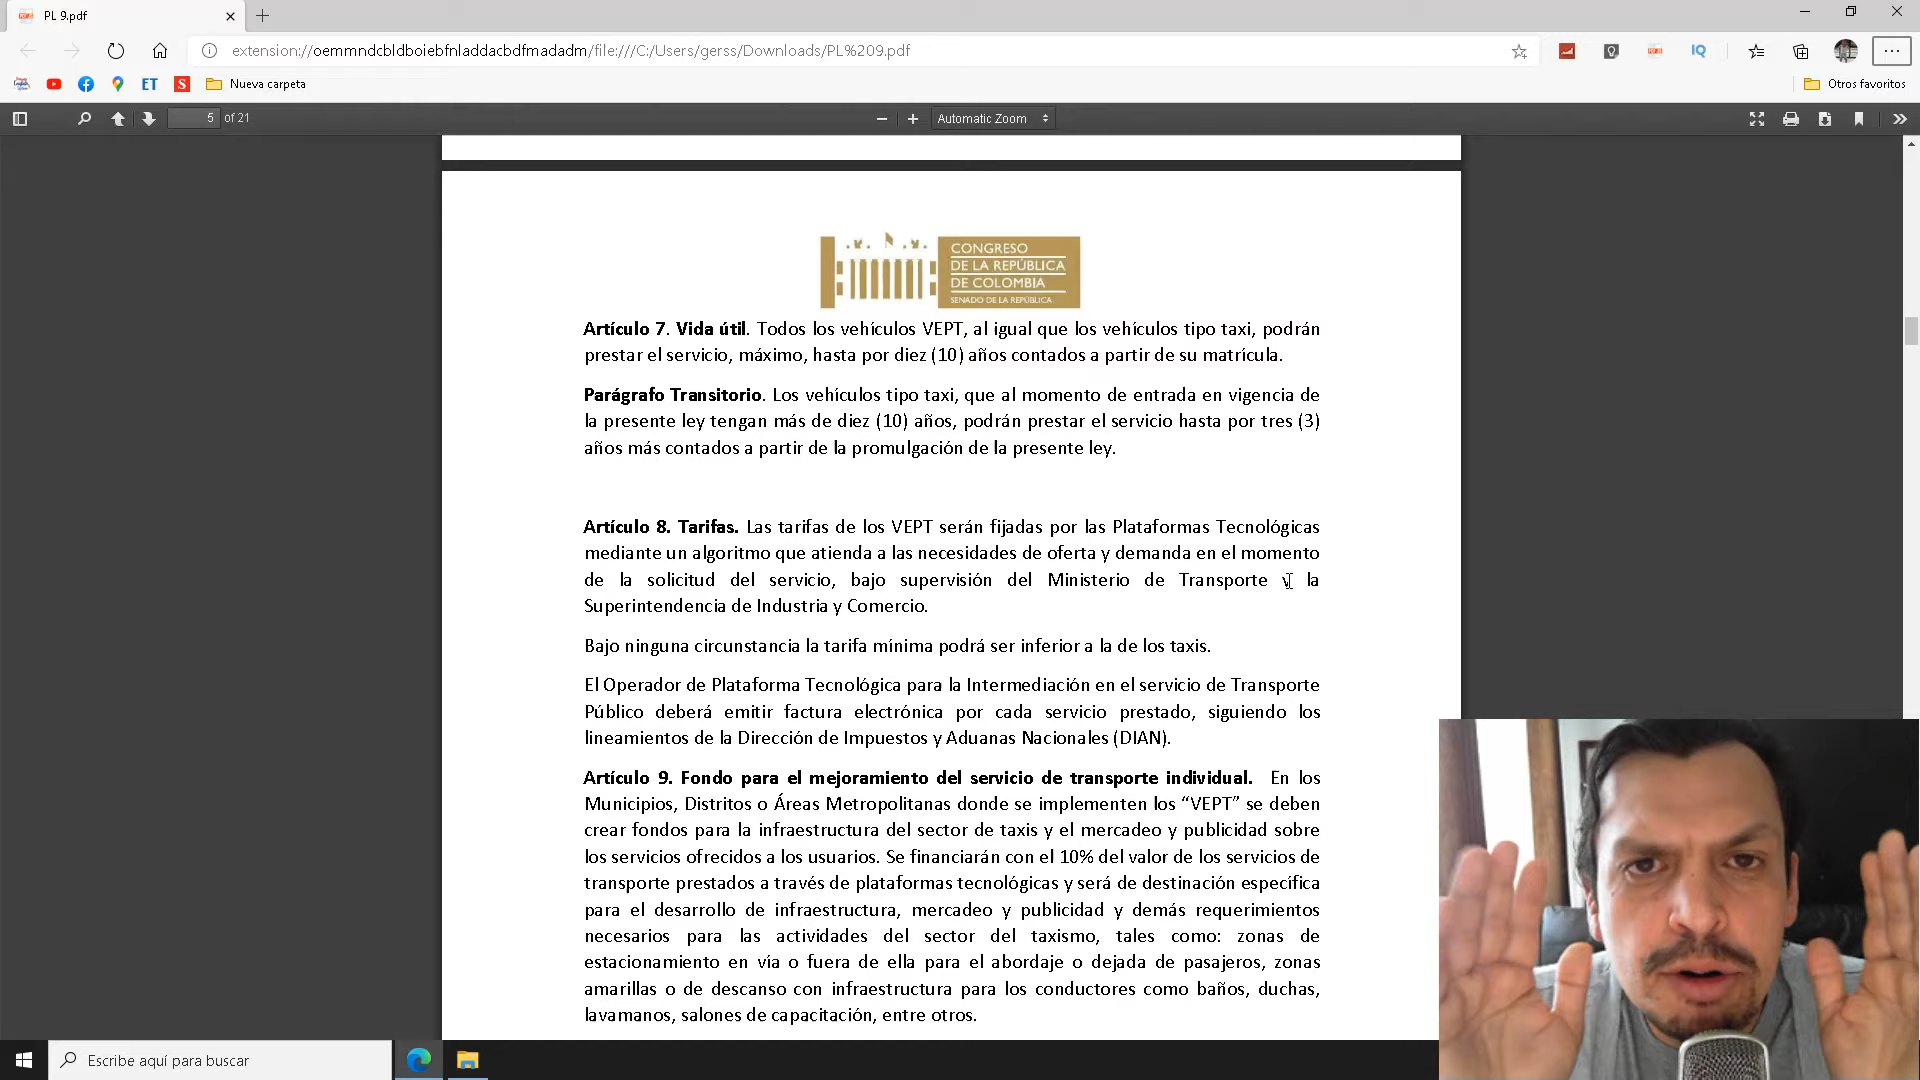 PL 9.pdf
extension://oemmndcbldboiebfnladdacbdfmadadm/file:///C:/Users/gerss/Downloads/PL%209.pdf
IQ
ET
S
Nueva carpeta
Otros favoritos
5 of 21
Automatic Zoom
CONGRESO
DE LA REPÚBLICA
DE COLOMBIA
SENADO DE LA REPÚBLICA
Artículo 7. Vida útil. Todos los vehículos VEPT, al igual que los vehículos tipo taxi, podrán
prestar el servicio, máximo, hasta por diez (10) años contados a partir de su matrícula.
Parágrafo Transitorio. Los vehículos tipo taxi, que al momento de entrada en vigencia de
la presente ley tengan más de diez (10) años, podrán prestar el servicio hasta por tres (3)
años más contados a partir de la promulgación de la presente ley.
Artículo 8. Tarifas. Las tarifas de los VEPT serán fijadas por las Plataformas Tecnológicas
mediante un algoritmo que atienda a las necesidades de oferta y demanda en el momento
de la solicitud del servicio, bajo supervisión del Ministerio de Transporte y la
Superintendencia de Industria y Comercio.
Bajo ninguna circunstancia la tarifa mínima podrá ser inferior a la de los taxis.
El Operador de Plataforma Tecnológica para la Intermediación en el servicio de Transporte
Público deberá emitir factura electrónica por cada servicio prestado, siguiendo los
lineamientos de la Dirección de Impuestos y Aduanas Nacionales (DIAN).
Artículo 9. Fondo para el mejoramiento del servicio de transporte individual. En los
Municipios, Distritos o Áreas Metropolitanas donde se implementen los “VEPT” se deben
crear fondos para la infraestructura del sector de taxis y el mercadeo y publicidad sobre
los servicios ofrecidos a los usuarios. Se financiarán con el 10% del valor de los servicios de
transporte prestados a través de plataformas tecnológicas y será de destinación específica
para el desarrollo de infraestructura, mercadeo y publicidad y demás requerimientos
necesarios para las actividades del sector del taxismo, tales como: zonas de
estacionamiento en vía o fuera de ella para el abordaje o dejada de pasajeros, zonas
amarillas o de descanso con infraestructura para los conductores como baños, duchas,
lavamanos, salones de capacitación, entre otros.
Escribe aquí para buscar